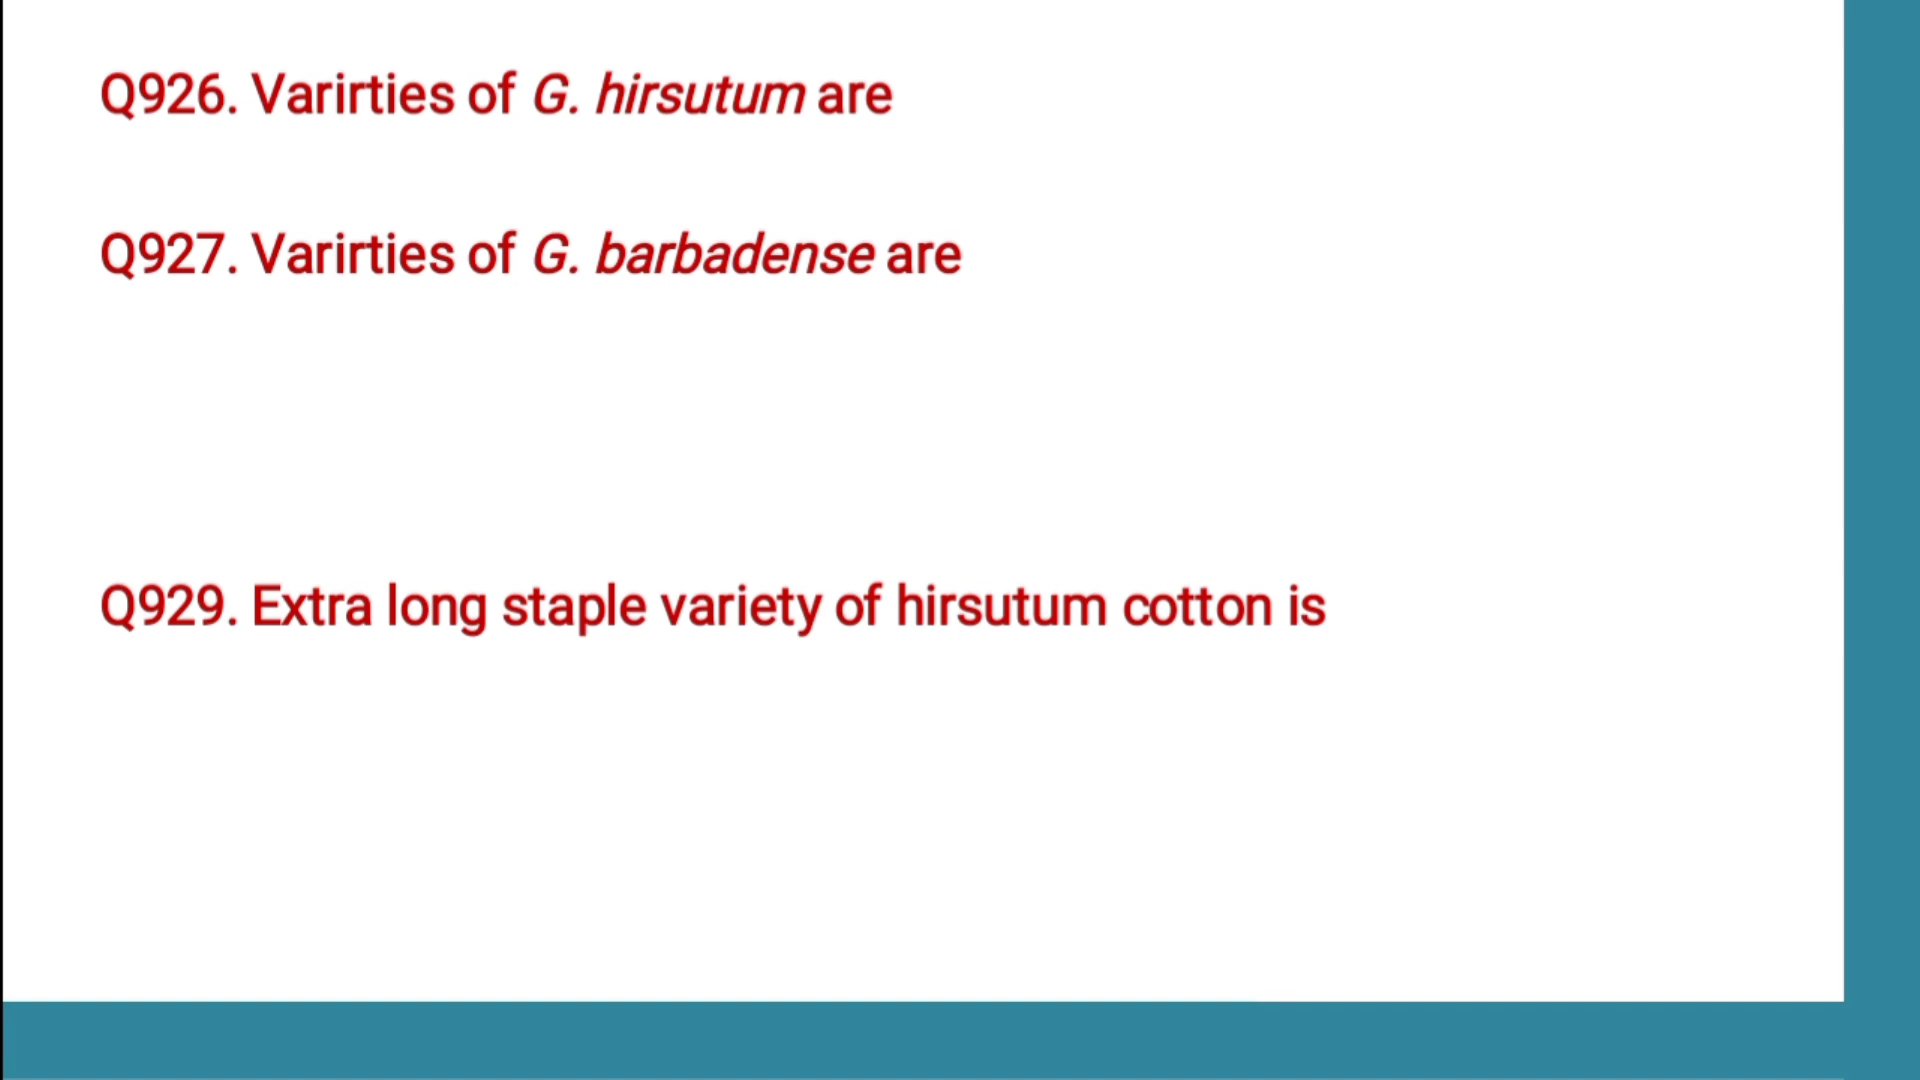 Q926. Varirties of G. hirsutum are
Q927. Varirties of G. barbadense are
Q929. Extra long staple variety of hirsutum cotton is